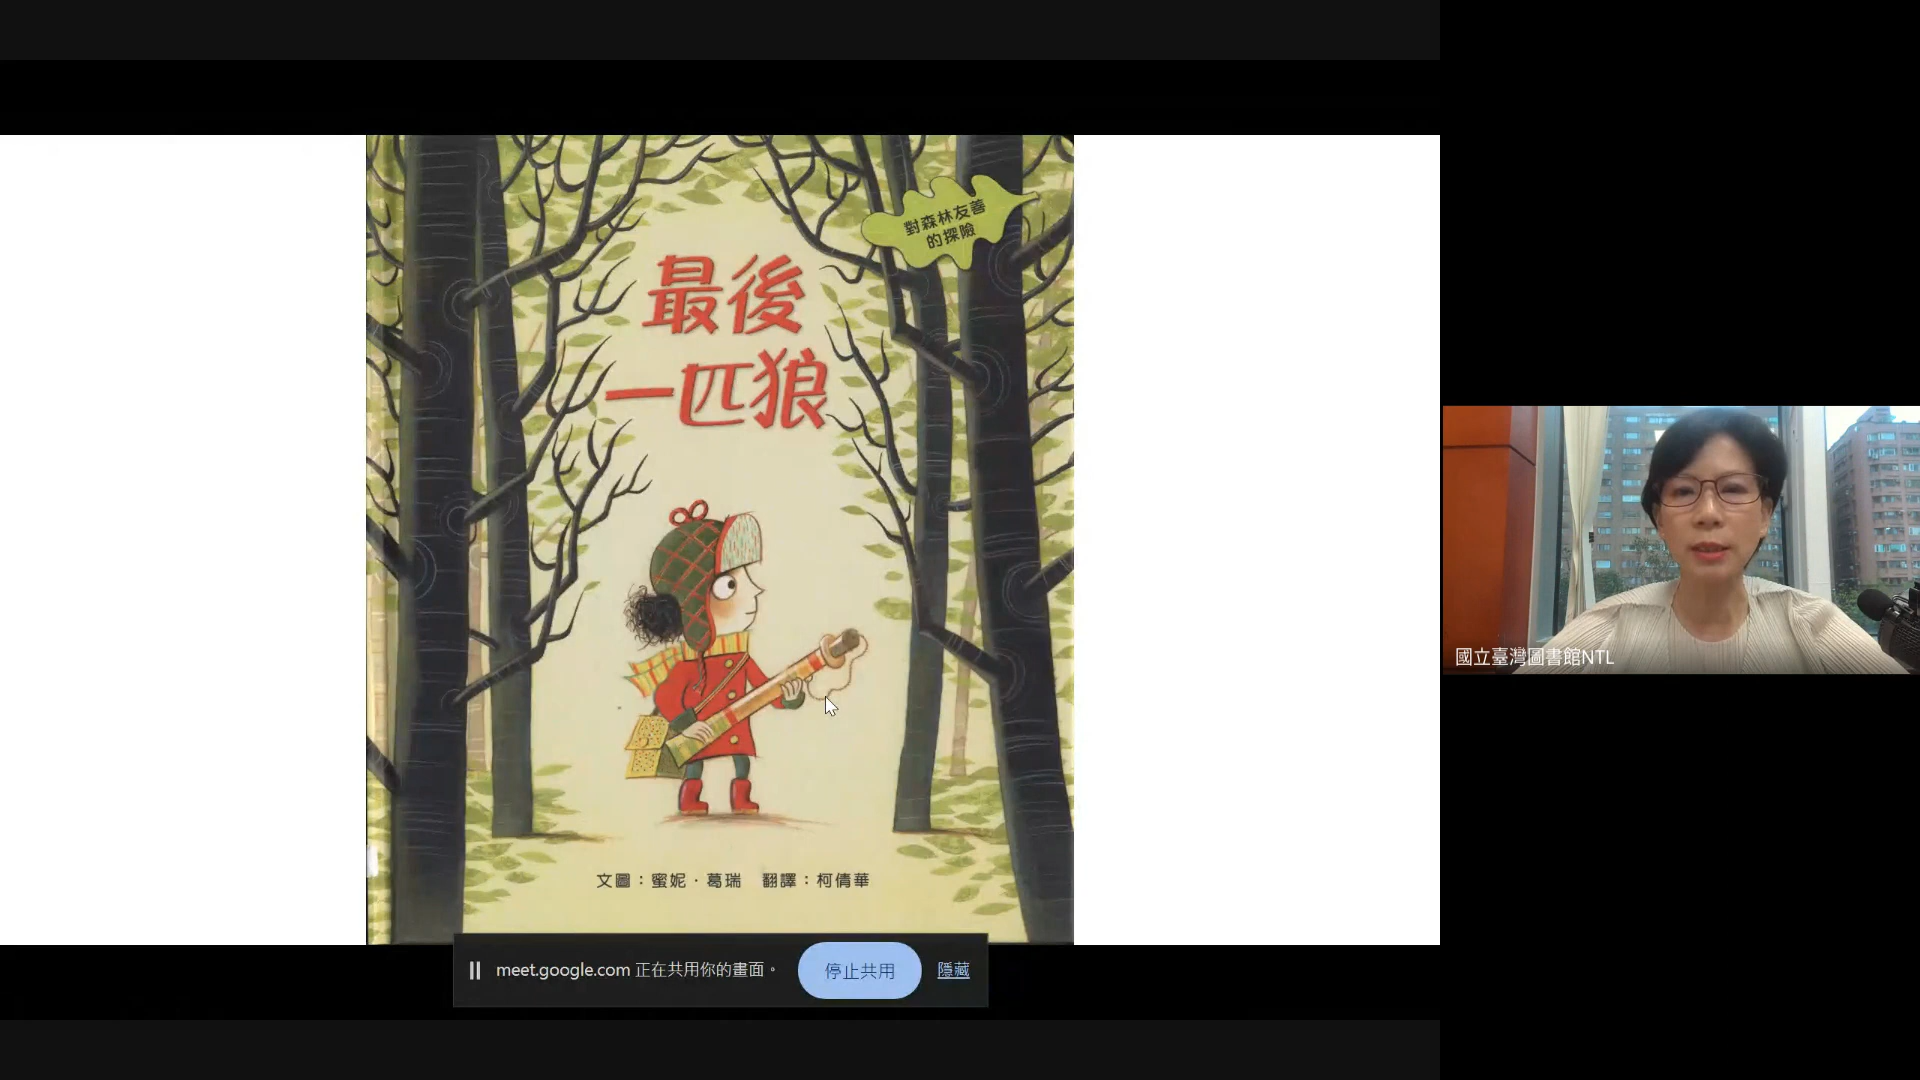 對森林友善
的探險
最後
一匹狼
文圖：蜜妮·葛瑞 翻譯：柯倩華
meet.google.com 正在共用你的畫面。
停止共用
隱藏
國立臺灣圖書館NTL